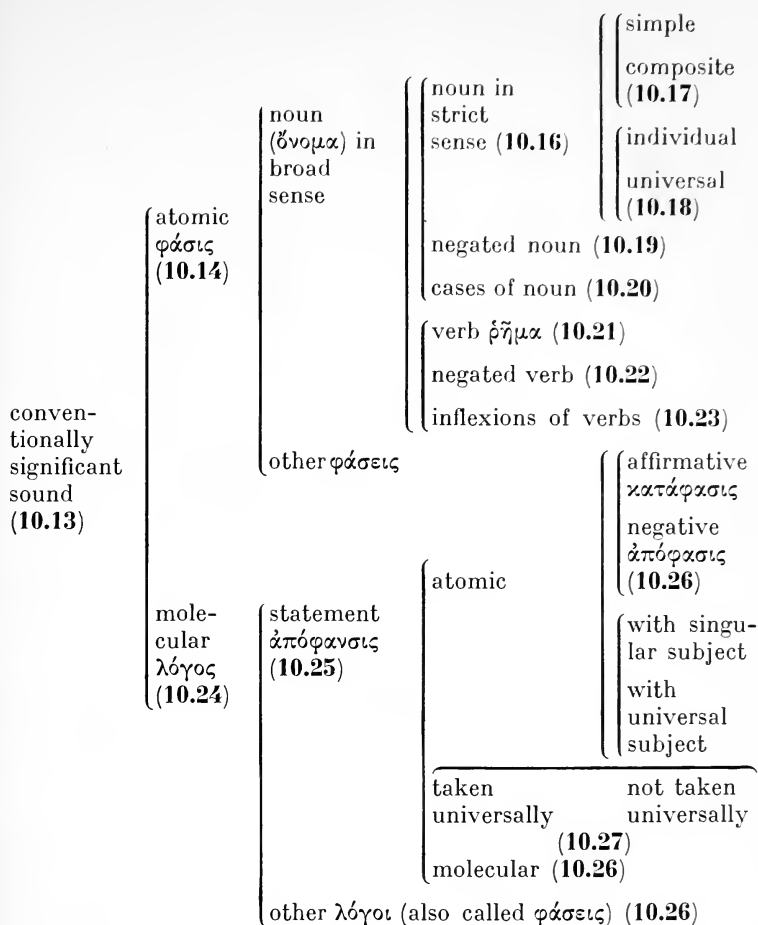 simple
composite
(10.17)
noun in
strict
sense (10.16)
individual
universal
(10.18)
noun
(ὄνομα) in
broad
sense
negated noun (10.19)
cases of noun (10.20)
atomic
φάσις
(10.14)
verb ῥῆμα (10.21)
negated verb (10.22)
inflexions of verbs (10.23)
other φάσεις
conven-
tionally
significant
sound
(10.13)
affirmative
κατάφασις
negative
ἀπόφασις
(10.26)
atomic
with singu-
lar subject
with
universal
subject
mole-
cular
λόγος
(10.24)
statement
ἀπόφανσις
(10.25)
taken not taken
universally universally
(10.27)
molecular (10.26)
other λόγοι (also called φάσεις) (10.26)